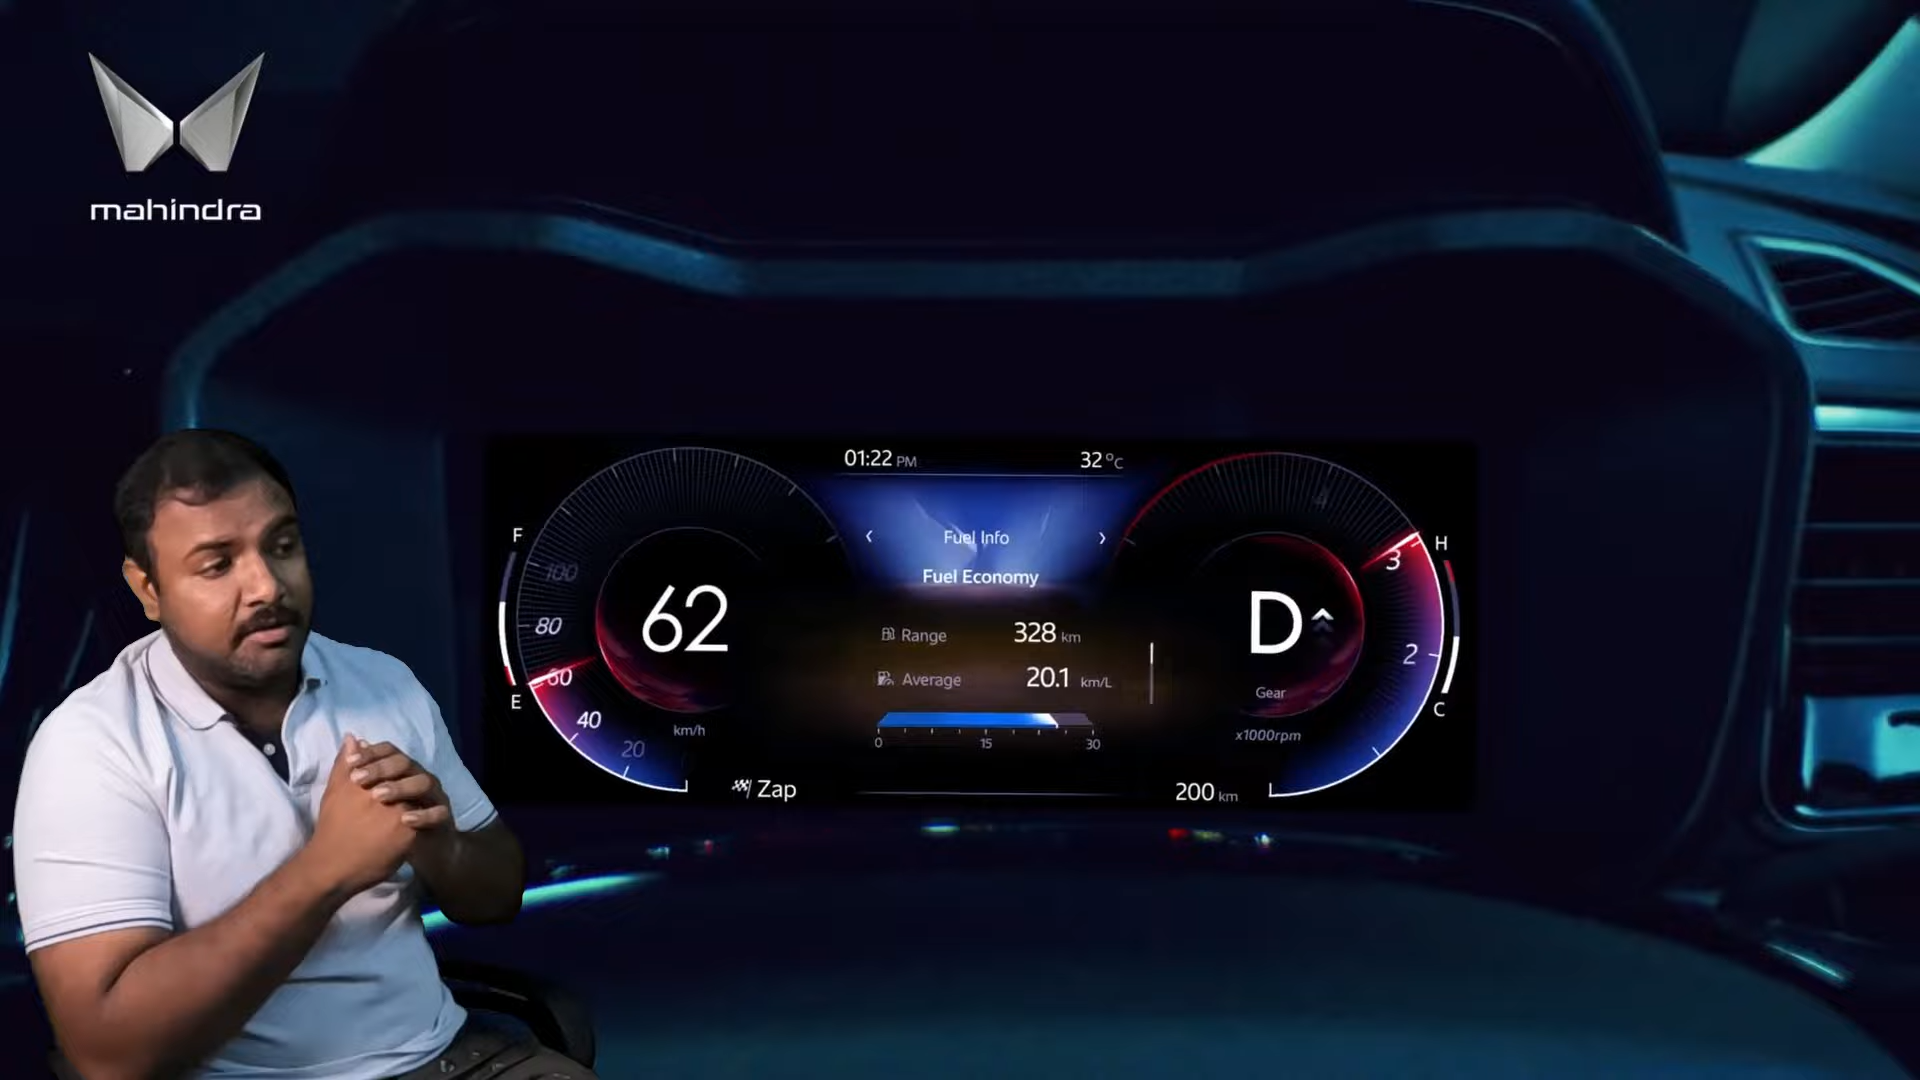 mahindra
01:22 PM
32 °C
‹ Fuel Info ›
Fuel Economy
Range 328 km
Average 20.1 km/L
0 15 30
F
100
80
60
40
20
E
62
km/h
Zap
4
H
3
2
C
D
Gear
x1000rpm
200 km